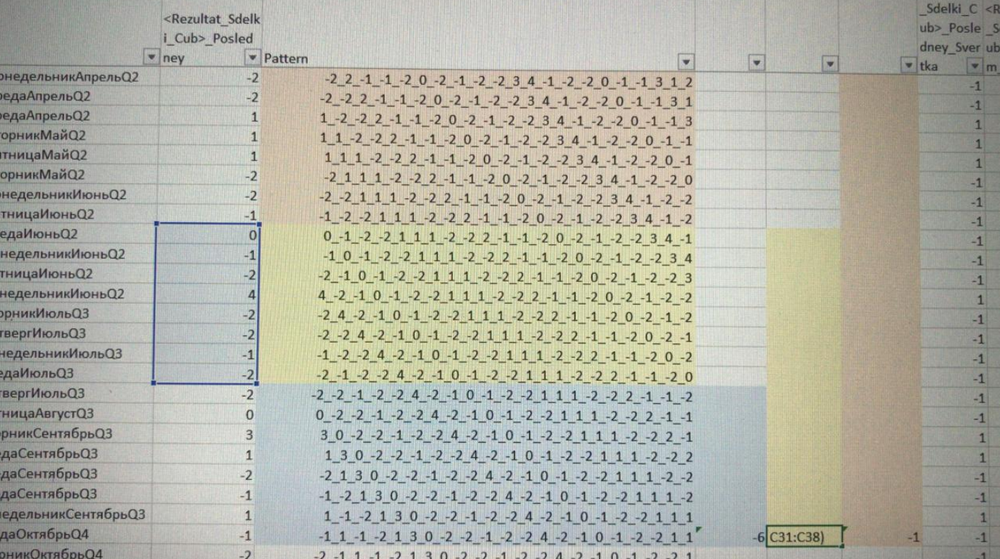 <Rezultat_Sdelk
i_Cub>_Posled
ney Pattern
_Sdelki_C <R
ub>_Posle _S
dney_Sver ub
tka m_
онедельникАпрельQ2 -2 -2_2_-1_-1_-2_0_-2_-1_-2_-2_3_4_-1_-2_-2_0_-1_-1_3_1_2 -1
редаАпрельQ2 -2 -2_-2_2_-1_-1_-2_0_-2_-1_-2_-2_3_4_-1_-2_-2_0_-1_-1_3_1 -1
редаАпрельQ2 1 1_-2_-2_2_-1_-1_-2_0_-2_-1_-2_-2_3_4_-1_-2_-2_0_-1_-1_3 1
торникМайQ2 1 1_1_-2_-2_2_-1_-1_-2_0_-2_-1_-2_-2_3_4_-1_-2_-2_0_-1_-1 1
ятницаМайQ2 1 1_1_1_-2_-2_2_-1_-1_-2_0_-2_-1_-2_-2_3_4_-1_-2_-2_0_-1 1
торникМайQ2 -2 -2_1_1_1_-2_-2_2_-1_-1_-2_0_-2_-1_-2_-2_3_4_-1_-2_-2_0 -1
онедельникИюньQ2 -2 -2_-2_1_1_1_-2_-2_2_-1_-1_-2_0_-2_-1_-2_-2_3_4_-1_-2_-2 -1
тницаИюньQ2 -1 -1_-2_-2_1_1_1_-2_-2_2_-1_-1_-2_0_-2_-1_-2_-2_3_4_-1_-2 -1
едаИюньQ2 0 0_-1_-2_-2_1_1_1_-2_-2_2_-1_-1_-2_0_-2_-1_-2_-2_3_4_-1 -1
недельникИюньQ2 -1 -1_0_-1_-2_-2_1_1_1_-2_-2_2_-1_-1_-2_0_-2_-1_-2_-2_3_4 -1
тницаИюньQ2 -2 -2_-1_0_-1_-2_-2_1_1_1_-2_-2_2_-1_-1_-2_0_-2_-1_-2_-2_3 -1
недельникИюньQ2 4 4_-2_-1_0_-1_-2_-2_1_1_1_-2_-2_2_-1_-1_-2_0_-2_-1_-2_-2 1
орникИюльQ3 -2 -2_4_-2_-1_0_-1_-2_-2_1_1_1_-2_-2_2_-1_-1_-2_0_-2_-1_-2 -1
твергИюльQ3 -2 -2_-2_4_-2_-1_0_-1_-2_-2_1_1_1_-2_-2_2_-1_-1_-2_0_-2_-1 -1
недельникИюльQ3 -1 -1_-2_-2_4_-2_-1_0_-1_-2_-2_1_1_1_-2_-2_2_-1_-1_-2_0_-2 -1
едаИюльQ3 -2 -2_-1_-2_-2_4_-2_-1_0_-1_-2_-2_1_1_1_-2_-2_2_-1_-1_-2_0 -1
твергИюльQ3 -2 -2_-2_-1_-2_-2_4_-2_-1_0_-1_-2_-2_1_1_1_-2_-2_2_-1_-1_-2 -1
тницаАвгустQ3 0 0_-2_-2_-1_-2_-2_4_-2_-1_0_-1_-2_-2_1_1_1_-2_-2_2_-1_-1 -1
орникСентябрьQ3 3 3_0_-2_-2_-1_-2_-2_4_-2_-1_0_-1_-2_-2_1_1_1_-2_-2_2_-1 1
едаСентябрьQ3 1 1_3_0_-2_-2_-1_-2_-2_4_-2_-1_0_-1_-2_-2_1_1_1_-2_-2_2 1
едаСентябрьQ3 -2 -2_1_3_0_-2_-2_-1_-2_-2_4_-2_-1_0_-1_-2_-2_1_1_1_-2_-2 -1
едаСентябрьQ3 -1 -1_-2_1_3_0_-2_-2_-1_-2_-2_4_-2_-1_0_-1_-2_-2_1_1_1_-2 -1
недельникСентябрьQ3 1 1_-1_-2_1_3_0_-2_-2_-1_-2_-2_4_-2_-1_0_-1_-2_-2_1_1_1 1
едаОктябрьQ4 -1 -1_1_-1_-2_1_3_0_-2_-2_-1_-2_-2_4_-2_-1_0_-1_-2_-2_1_1 -6 C31:C38) -1 -1
орникОктябрьQ4 -2 -2_-1_1_-1_-2_1_3_0_-2_-2_-1_-2_-2_4_-2_-1_0_-1_-2_-2_1 -1